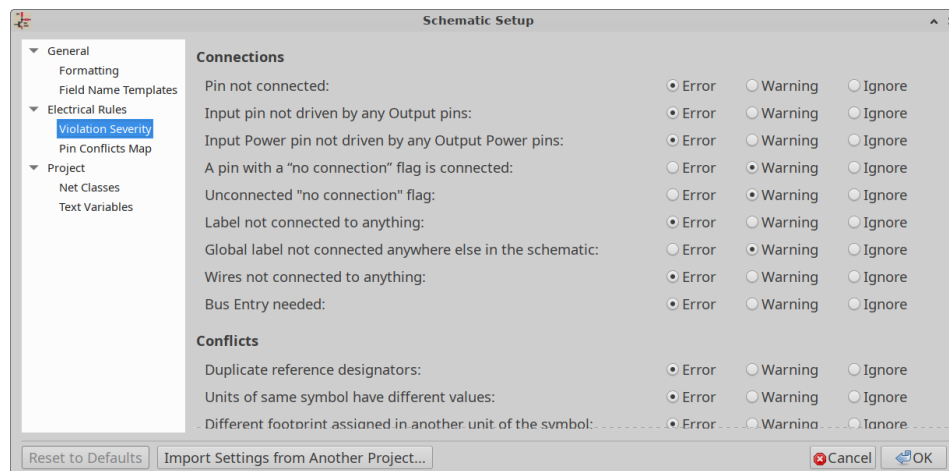 Schematic Setup
General
Formatting
Field Name Templates
Electrical Rules
Violation Severity
Pin Conflicts Map
Project
Net Classes
Text Variables
Connections
Pin not connected: Error Warning Ignore
Input pin not driven by any Output pins: Error Warning Ignore
Input Power pin not driven by any Output Power pins: Error Warning Ignore
A pin with a “no connection” flag is connected: Error Warning Ignore
Unconnected "no connection" flag: Error Warning Ignore
Label not connected to anything: Error Warning Ignore
Global label not connected anywhere else in the schematic: Error Warning Ignore
Wires not connected to anything: Error Warning Ignore
Bus Entry needed: Error Warning Ignore
Conflicts
Duplicate reference designators: Error Warning Ignore
Units of same symbol have different values: Error Warning Ignore
Different footprint assigned in another unit of the symbol: Error Warning Ignore
Reset to Defaults Import Settings from Another Project... Cancel OK